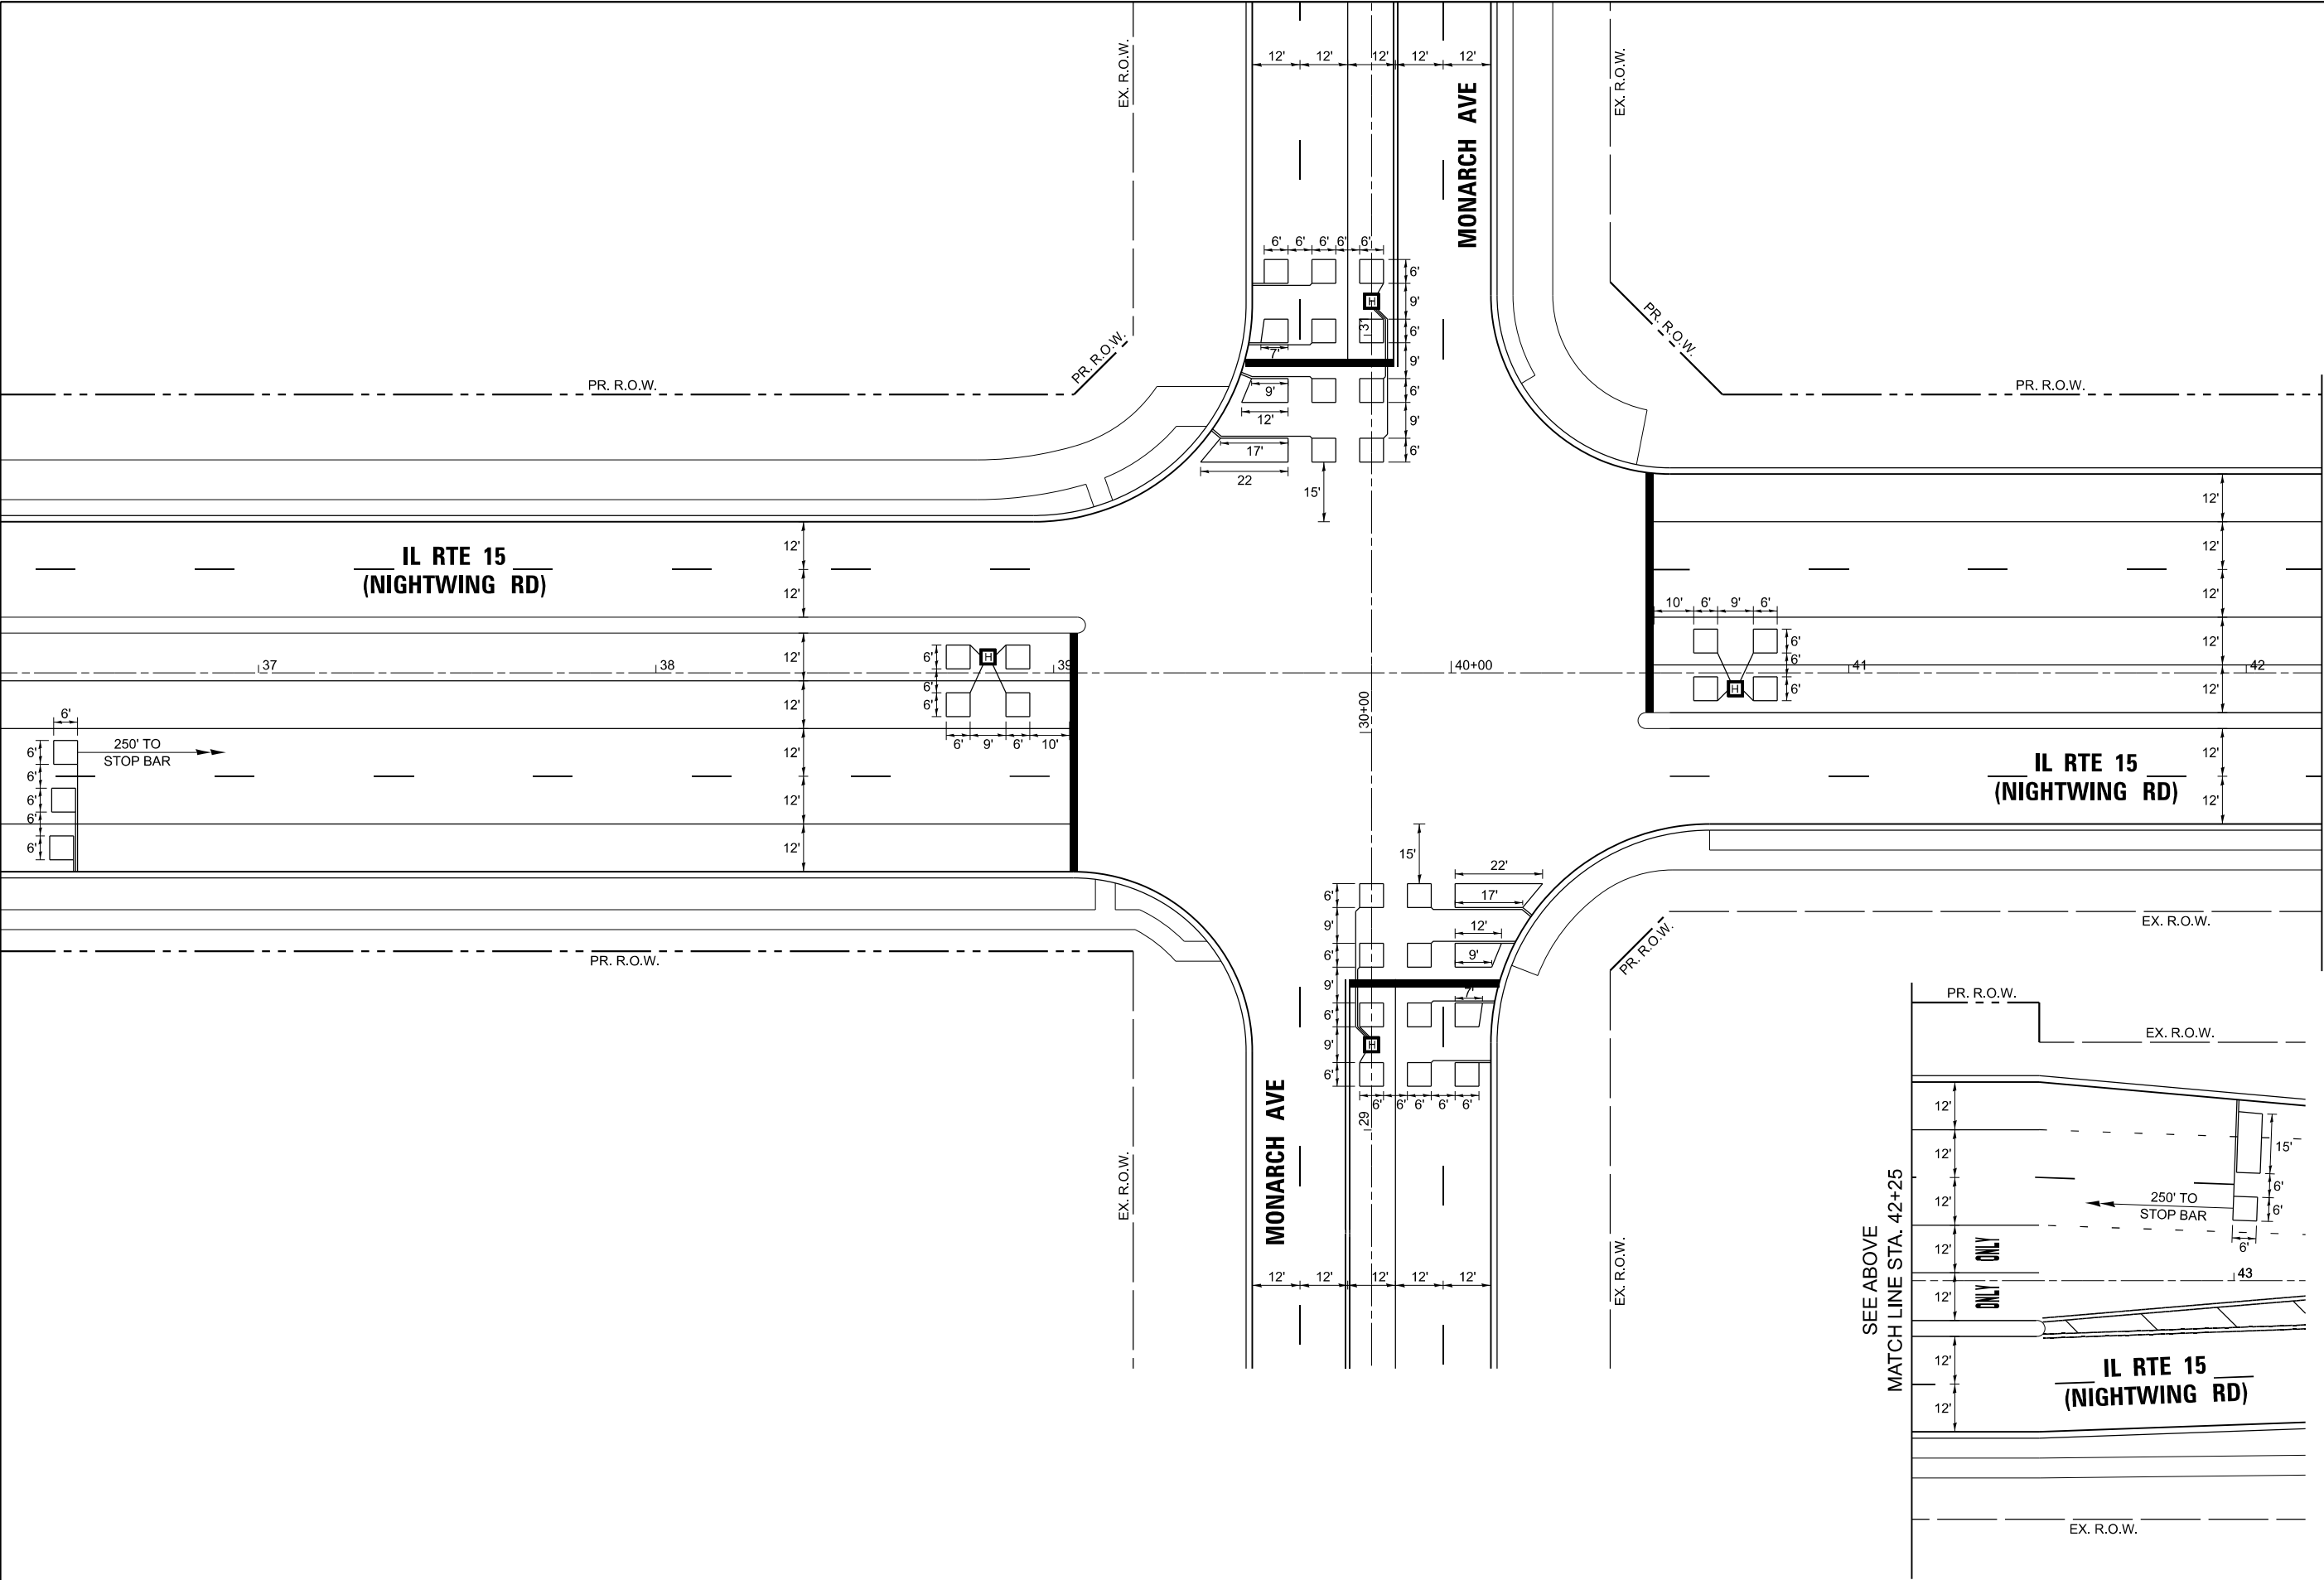 12' 12' 12' 12' 12'
EX. R.O.W.
MONARCH AVE
EX. R.O.W.
6' 6' 6' 6' 6'
6'
9'
6'
9'
6'
9'
6'
H
31
7'
9'
12'
17'
22
15'
PR. R.O.W.
PR. R.O.W.
PR. R.O.W.
PR. R.O.W.
IL RTE 15
(NIGHTWING RD)
12'
12'
12'
12'
12'
12'
12'
12'
12'
12'
12'
12'
10' 6' 9' 6'
6'
6'
6'
H
6'
6'
6'
H
6' 9' 6' 10'
37 38 39 40+00 41 42
30+00
6'
6'
6'
6'
6'
6'
250' TO
STOP BAR
12'
12'
IL RTE 15
(NIGHTWING RD)
15'
22'
17'
12'
9'
7'
6'
9'
6'
9'
6'
9'
6'
H
6' 6' 6' 6' 6'
29
PR. R.O.W.
PR. R.O.W.
EX. R.O.W.
MONARCH AVE
EX. R.O.W.
EX. R.O.W.
12' 12' 12' 12' 12'
PR. R.O.W.
EX. R.O.W.
12'
12'
12'
12'
12'
12'
12'
15'
6'
6'
6'
250' TO
STOP BAR
ONLY ONLY
43
SEE ABOVE
MATCH LINE STA. 42+25
IL RTE 15
(NIGHTWING RD)
EX. R.O.W.